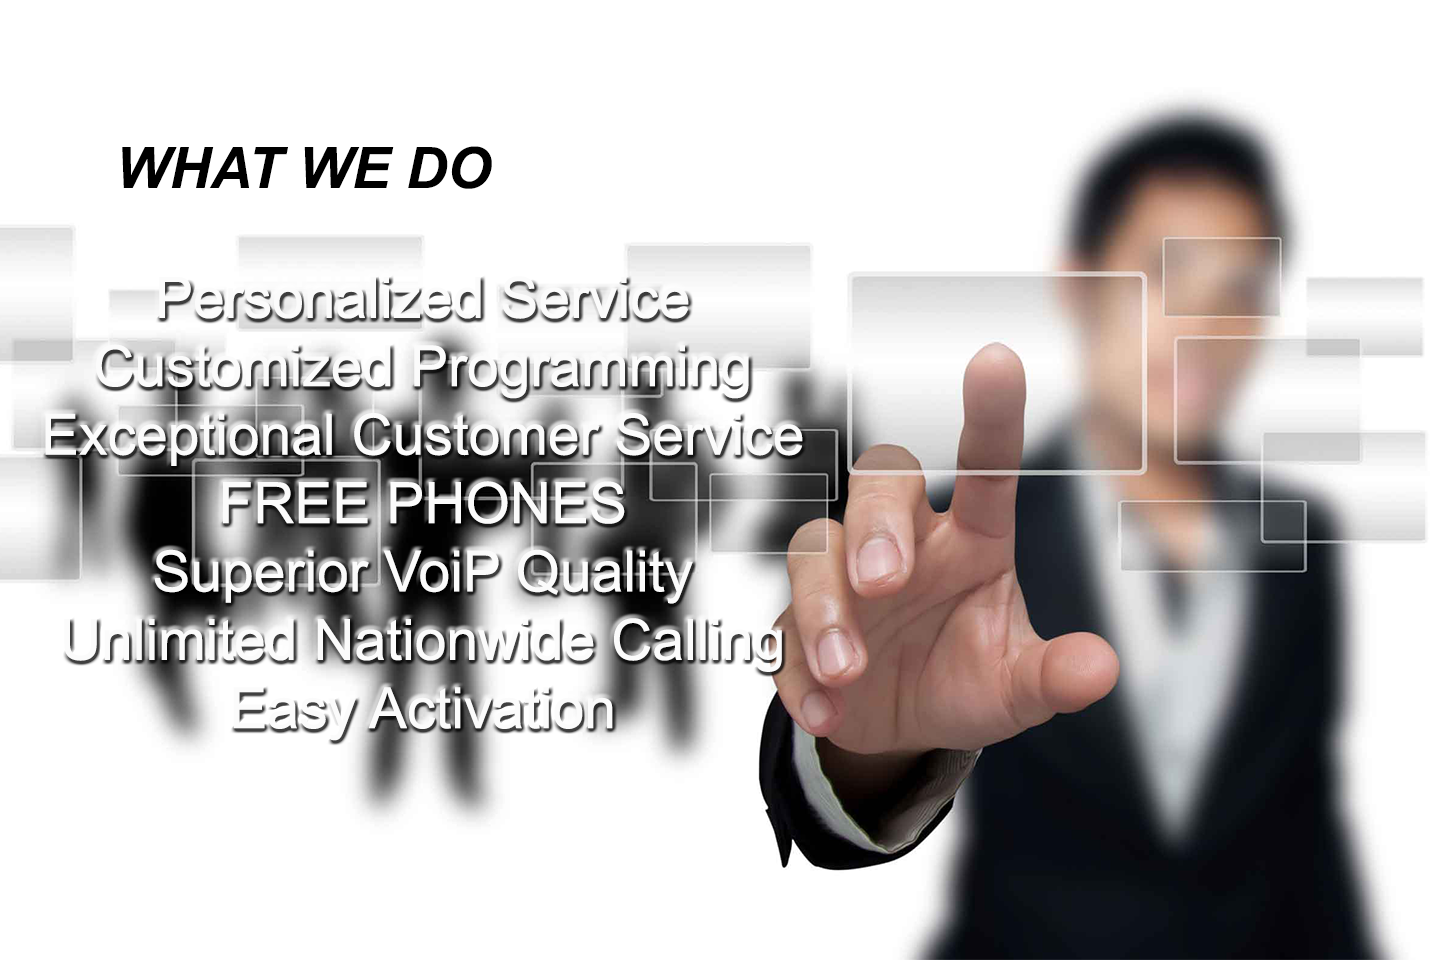 WHAT WE DO
Personalized Service
Customized Programming
Exceptional Customer Service
FREE PHONES
Superior VoiP Quality
Unlimited Nationwide Calling
Easy Activation